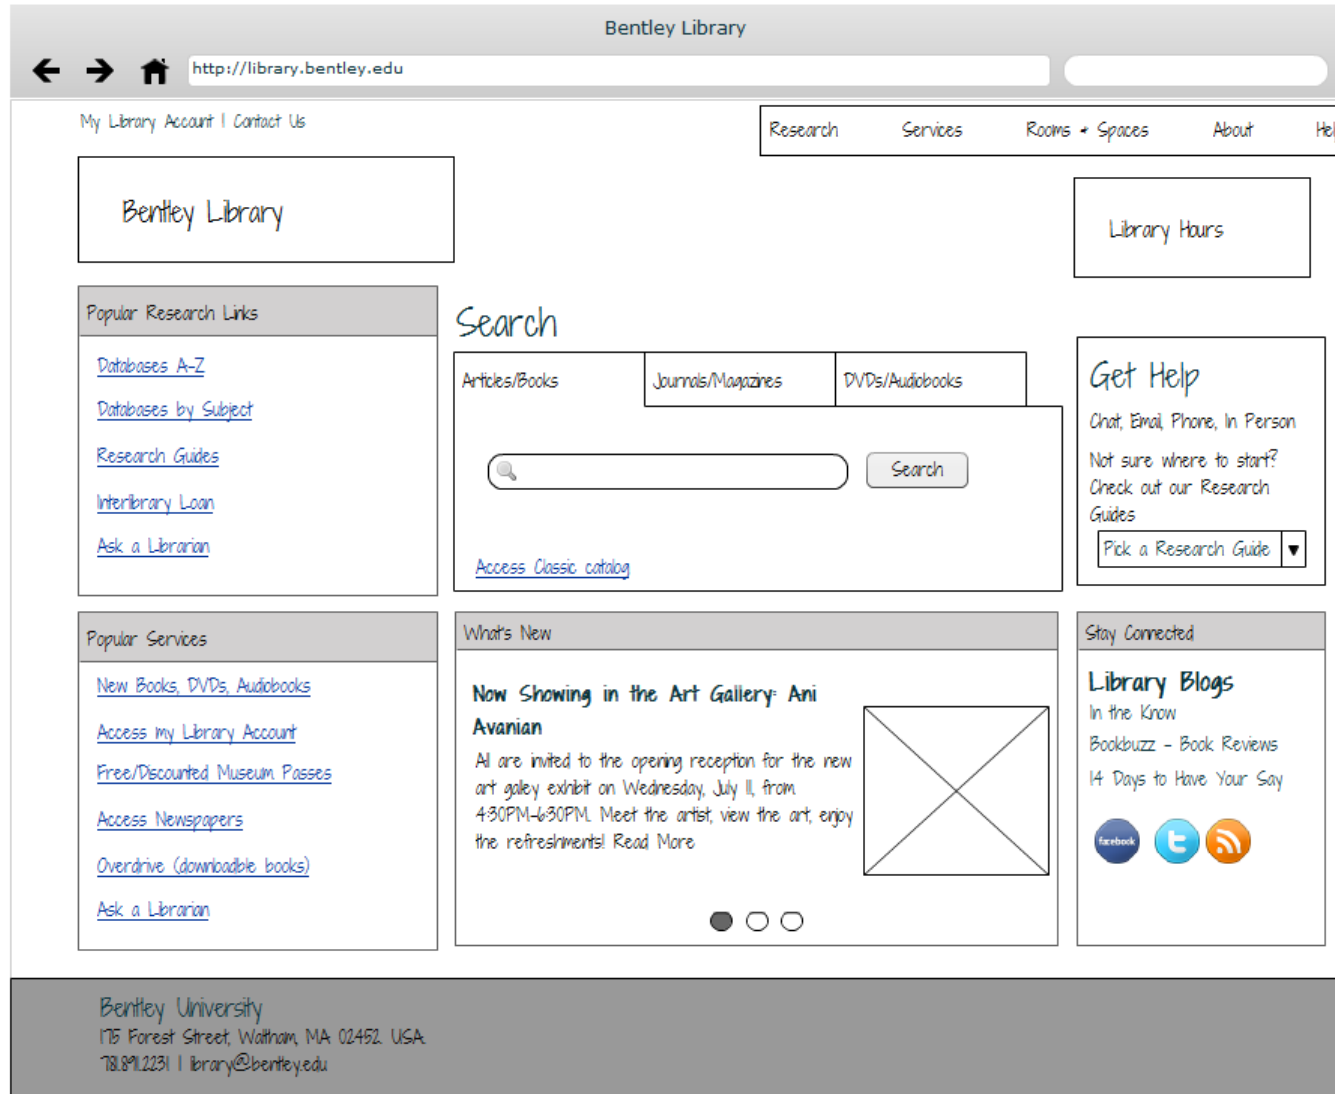 Bentley Library
http://library.bentley.edu
My Library Account | Contact Us
Research Services Rooms + Spaces About Hel
Bentley Library
Library Hours
Popular Research Links
Databases A-Z
Databases by Subject
Research Guides
Interlibrary Loan
Ask a Librarian
Search
Articles/Books Journals/Magazines DVDs/Audiobooks
Search
Access Classic catalog
Get Help
Chat, Email, Phone, In Person
Not sure where to start?
Check out our Research
Guides
Pick a Research Guide
Popular Services
New Books, DVDs, Audiobooks
Access my Library Account
Free/Discounted Museum Passes
Access Newspapers
Overdrive (downloadble books)
Ask a Librarian
What's New
Now Showing in the Art Gallery: Ani
Avanian
All are invited to the opening reception for the new
art galley exhibit on Wednesday, July 11, from
4:30PM-6:30PM. Meet the artist, view the art, enjoy
the refreshments! Read More
Stay Connected
Library Blogs
In the Know
Bookbuzz - Book Reviews
14 Days to Have Your Say
facebook
t
Bentley University
175 Forest Street, Waltham, MA 02452. USA.
781.891.2231 | library@bentley.edu